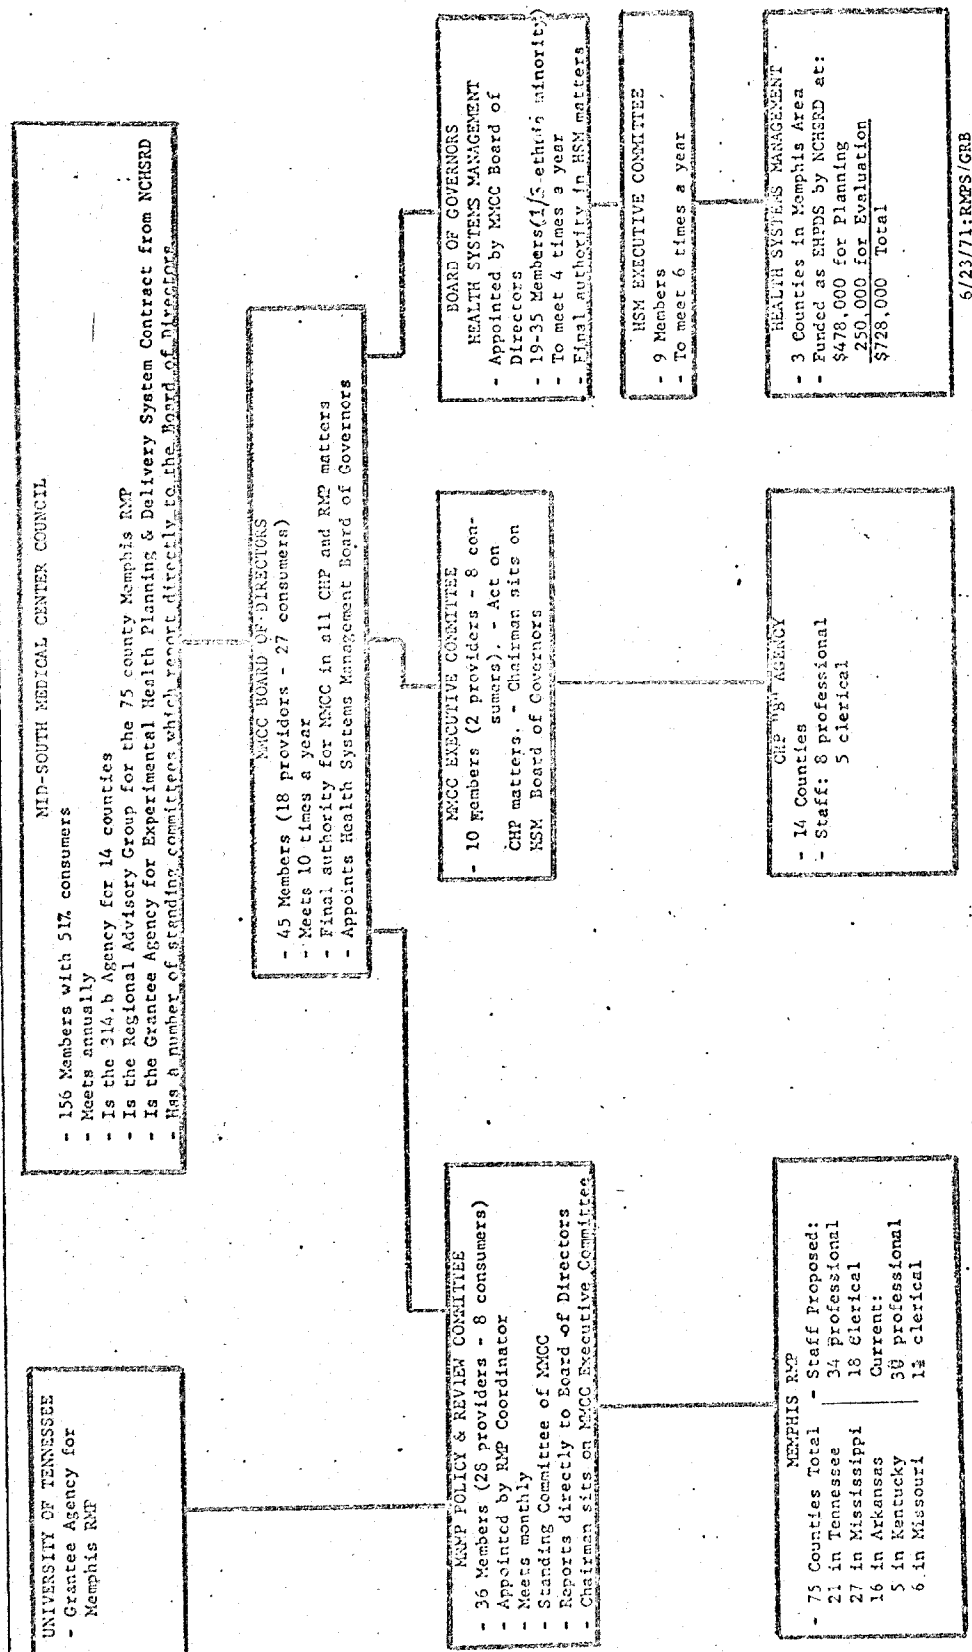 MID-SOUTH MEDICAL CENTER COUNCIL
- 156 Members with 51% consumers
- Meets annually
- Is the 314.b Agency for 14 counties
- Is the Regional Advisory Group for the 75 county Memphis RMP
- Is the Grantee Agency for Experimental Health Planning & Delivery System Contract from NCHSRD
- Has a number of standing committees which report directly to the Board of Directors
UNIVERSITY OF TENNESSEE
- Grantee Agency for
Memphis RMP
MMCC BOARD OF DIRECTORS
- 45 Members (18 providors - 27 consumers)
- Meets 10 times a year
- Final authority for MMCC in all CHP and RMP matters
- Appoints Health Systems Management Board of Governors
MRMP POLICY & REVIEW COMMITTEE
- 36 Members (28 providers - 8 consumers)
- Appointed by RMP Coordinator
- Meets monthly
- Standing Committee of MMCC
- Reports directly to Board of Directors
- Chairman sits on MMCC Executive Committee
MMCC EXECUTIVE COMMITTEE
- 10 Members (2 providers - 8 con-
sumers). - Act on
CHP matters. - Chairman sits on
HSM Board of Governors
BOARD OF GOVERNORS
HEALTH SYSTEMS MANAGEMENT
- Appointed by MMCC Board of
Directors
- 19-35 Members(1/3 ethnic minority)
- To meet 4 times a year
- Final authority in HSM matters
HSM EXECUTIVE COMMITTEE
- 9 Members
- To meet 6 times a year
MEMPHIS RMP
- 75 Counties Total - Staff Proposed:
21 in Tennessee 34 professional
27 in Mississippi 18 clerical
16 in Arkansas Current:
5 in Kentucky 30 professional
6 in Missouri clerical
CHP "B" AGENCY
- 14 Counties
- Staff: 8 professional
5 clerical
HEALTH SYSTEMS MANAGEMENT
- 3 Counties in Memphis Area
- Funded as EHPDS by NCHSRD at:
$478,000 for Planning
250,000 for Evaluation
$728,000 Total
6/23/71:RMPS/GRB